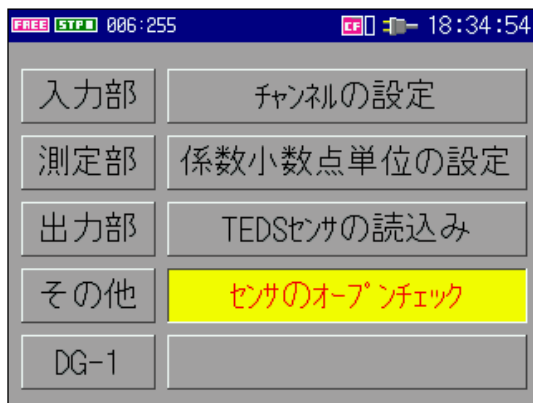 FREE STP 006:255 CF 18:34:54
入力部 ﾁｬﾝﾈﾙの設定
測定部 係数小数点単位の設定
出力部 TEDSｾﾝｻの読込み
その他 ｾﾝｻのｵｰﾌﾟﾝﾁｪｯｸ
DG-1